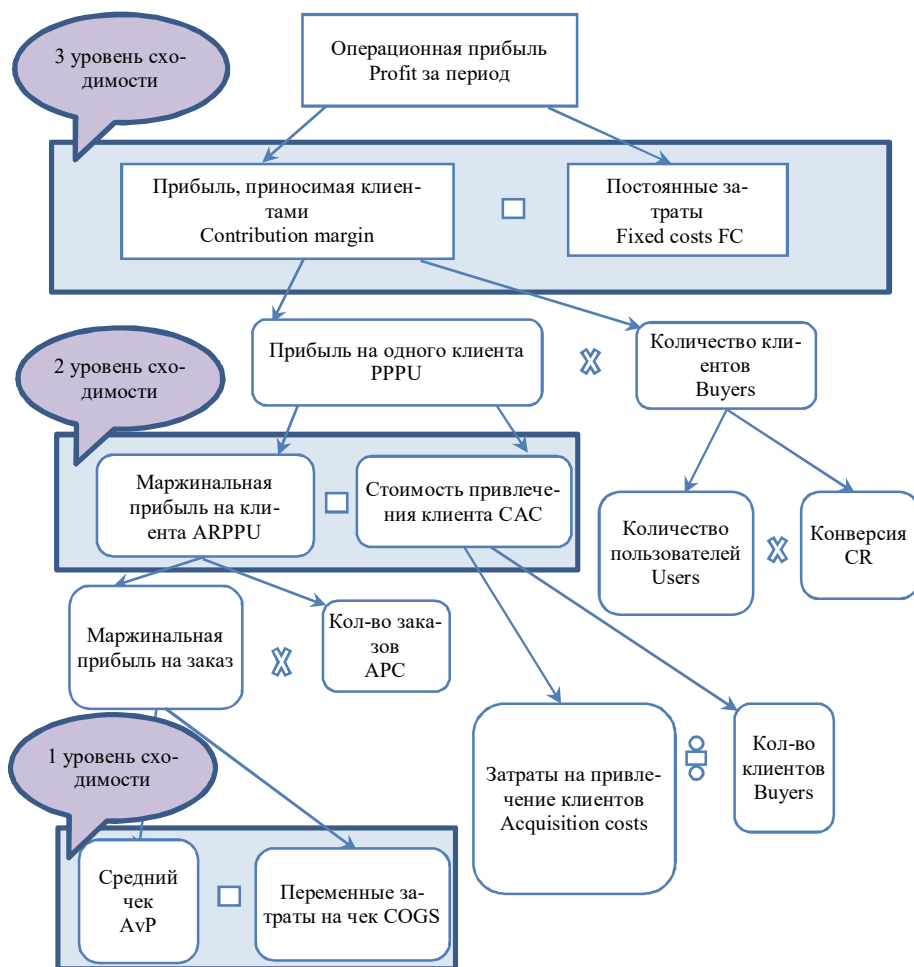 3 уровень схо-
димости
Операционная прибыль
Profit за период
Прибыль, приносимая клиен-
тами
Contribution margin
Постоянные за-
траты
Fixed costs FC
2 уровень схо-
димости
Прибыль на одного клиента
PPPU
Количество кли-
ентов
Buyers
Маржинальная
прибыль на кли-
ента ARPPU
Стоимость привлече-
ния клиента CAC
Количество
пользователей
Users
Конверсия
CR
Маржинальная
прибыль на заказ
Кол-во зака-
зов
APC
1 уровень схо-
димости
Затраты на привле-
чение клиентов
Acquisition costs
Кол-во
клиентов
Buyers
Средний
чек
AvP
Переменные за-
траты на чек COGS